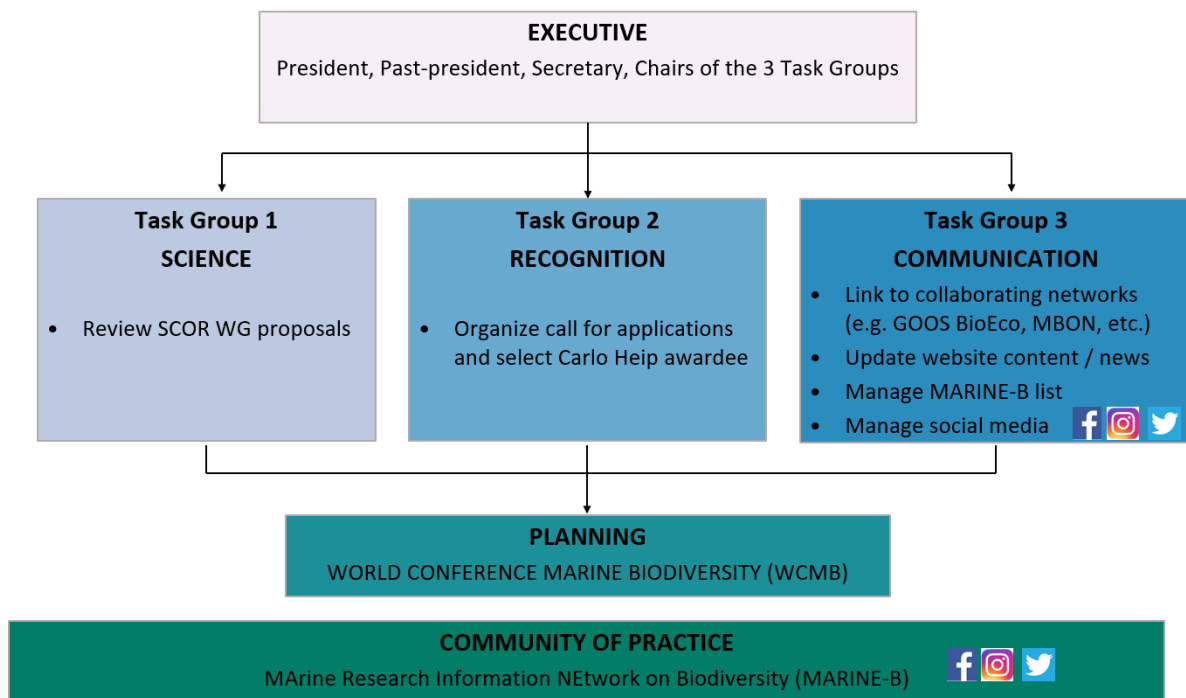 EXECUTIVE
President, Past-president, Secretary, Chairs of the 3 Task Groups
Task Group 1
SCIENCE
• Review SCOR WG proposals
Task Group 2
RECOGNITION
• Organize call for applications
and select Carlo Heip awardee
Task Group 3
COMMUNICATION
• Link to collaborating networks
(e.g. GOOS BioEco, MBON, etc.)
• Update website content / news
• Manage MARINE-B list
• Manage social media
PLANNING
WORLD CONFERENCE MARINE BIODIVERSITY (WCMB)
COMMUNITY OF PRACTICE
MArine Research Information NEtwork on Biodiversity (MARINE-B)